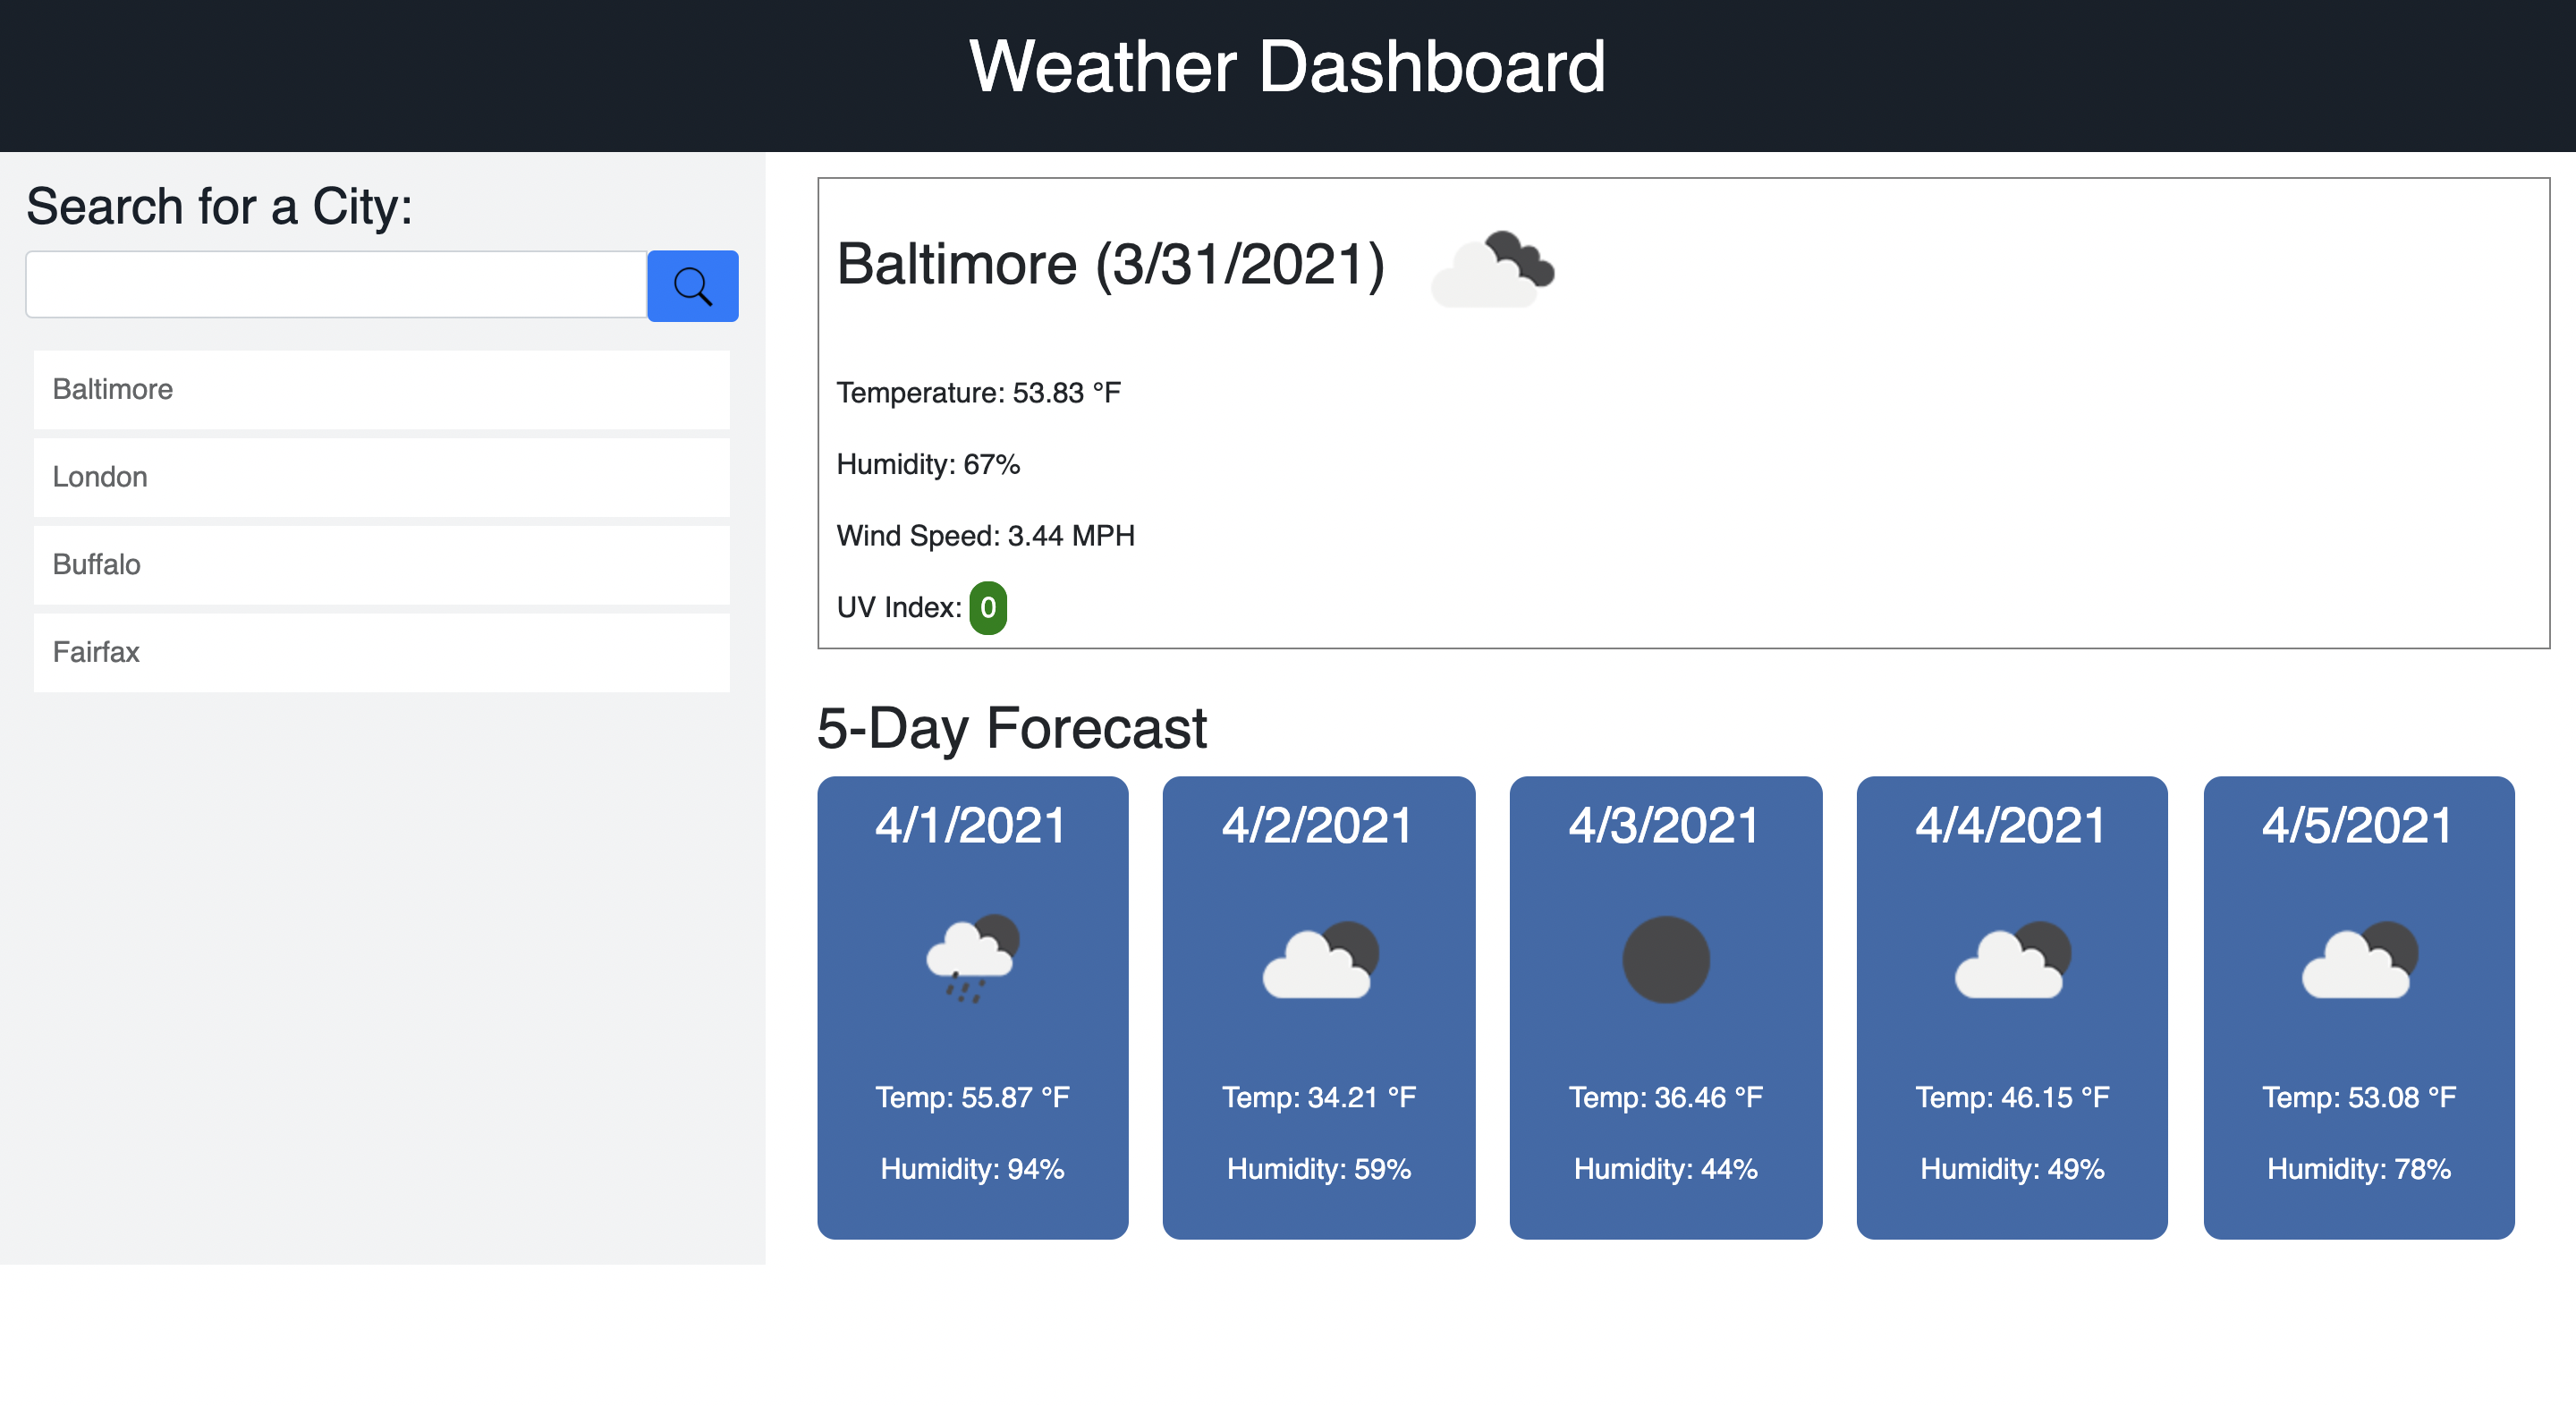 Weather Dashboard
Search for a City:
Baltimore
London
Buffalo
Fairfax
Baltimore (3/31/2021)
Temperature: 53.83 °F
Humidity: 67%
Wind Speed: 3.44 MPH
UV Index: 0
5-Day Forecast
4/1/2021
Temp: 55.87 °F
Humidity: 94%
4/2/2021
Temp: 34.21 °F
Humidity: 59%
4/3/2021
Temp: 36.46 °F
Humidity: 44%
4/4/2021
Temp: 46.15 °F
Humidity: 49%
4/5/2021
Temp: 53.08 °F
Humidity: 78%